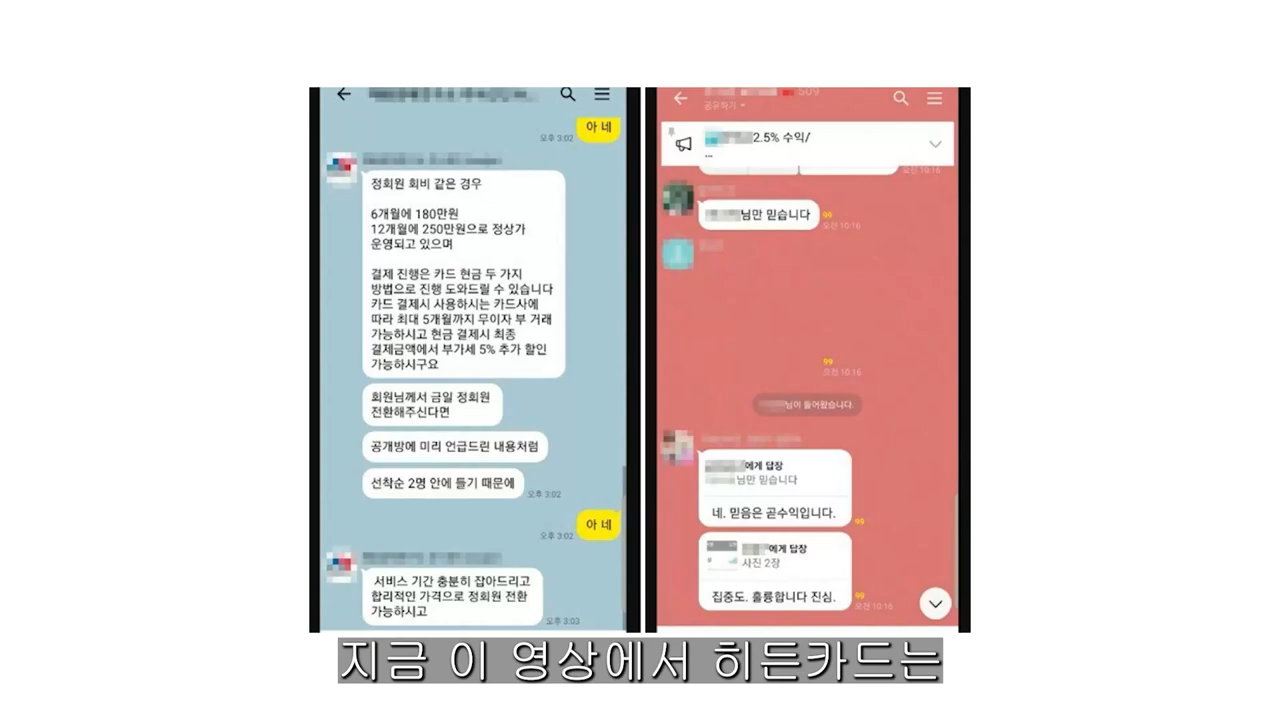 아 네
오후 3:02
정회원 회비 같은 경우
6개월에 180만원
12개월에 250만원으로 정상가
운영되고 있으며
결제 진행은 카드 현금 두 가지
방법으로 진행 도와드릴 수 있습니다
카드 결제시 사용하시는 카드사에
따라 최대 5개월까지 무이자 부 거래
가능하시고 현금 결제시 최종
결제금액에서 부가세 5% 추가 할인
가능하시구요
회원님께서 금일 정회원
전환해주신다면
공개방에 미리 언급드린 내용처럼
선착순 2명 안에 들기 때문에
오후 3:02
아 네
오후 3:02
서비스 기간 충분히 잡아드리고
합리적인 가격으로 정회원 전환
가능하시고
오후 3:03
509
공유하기
2.5% 수익/
...
오전 10:16
님만 믿습니다
99
오전 10:16
99
오전 10:16
님이 들어왔습니다.
에게 답장
님만 믿습니다
네. 믿음은 곧수익입니다.
99
에게 답장
사진 2장
집중도. 훌륭합니다 진심.
99
오전 10:16
지금 이 영상에서 히든카드는